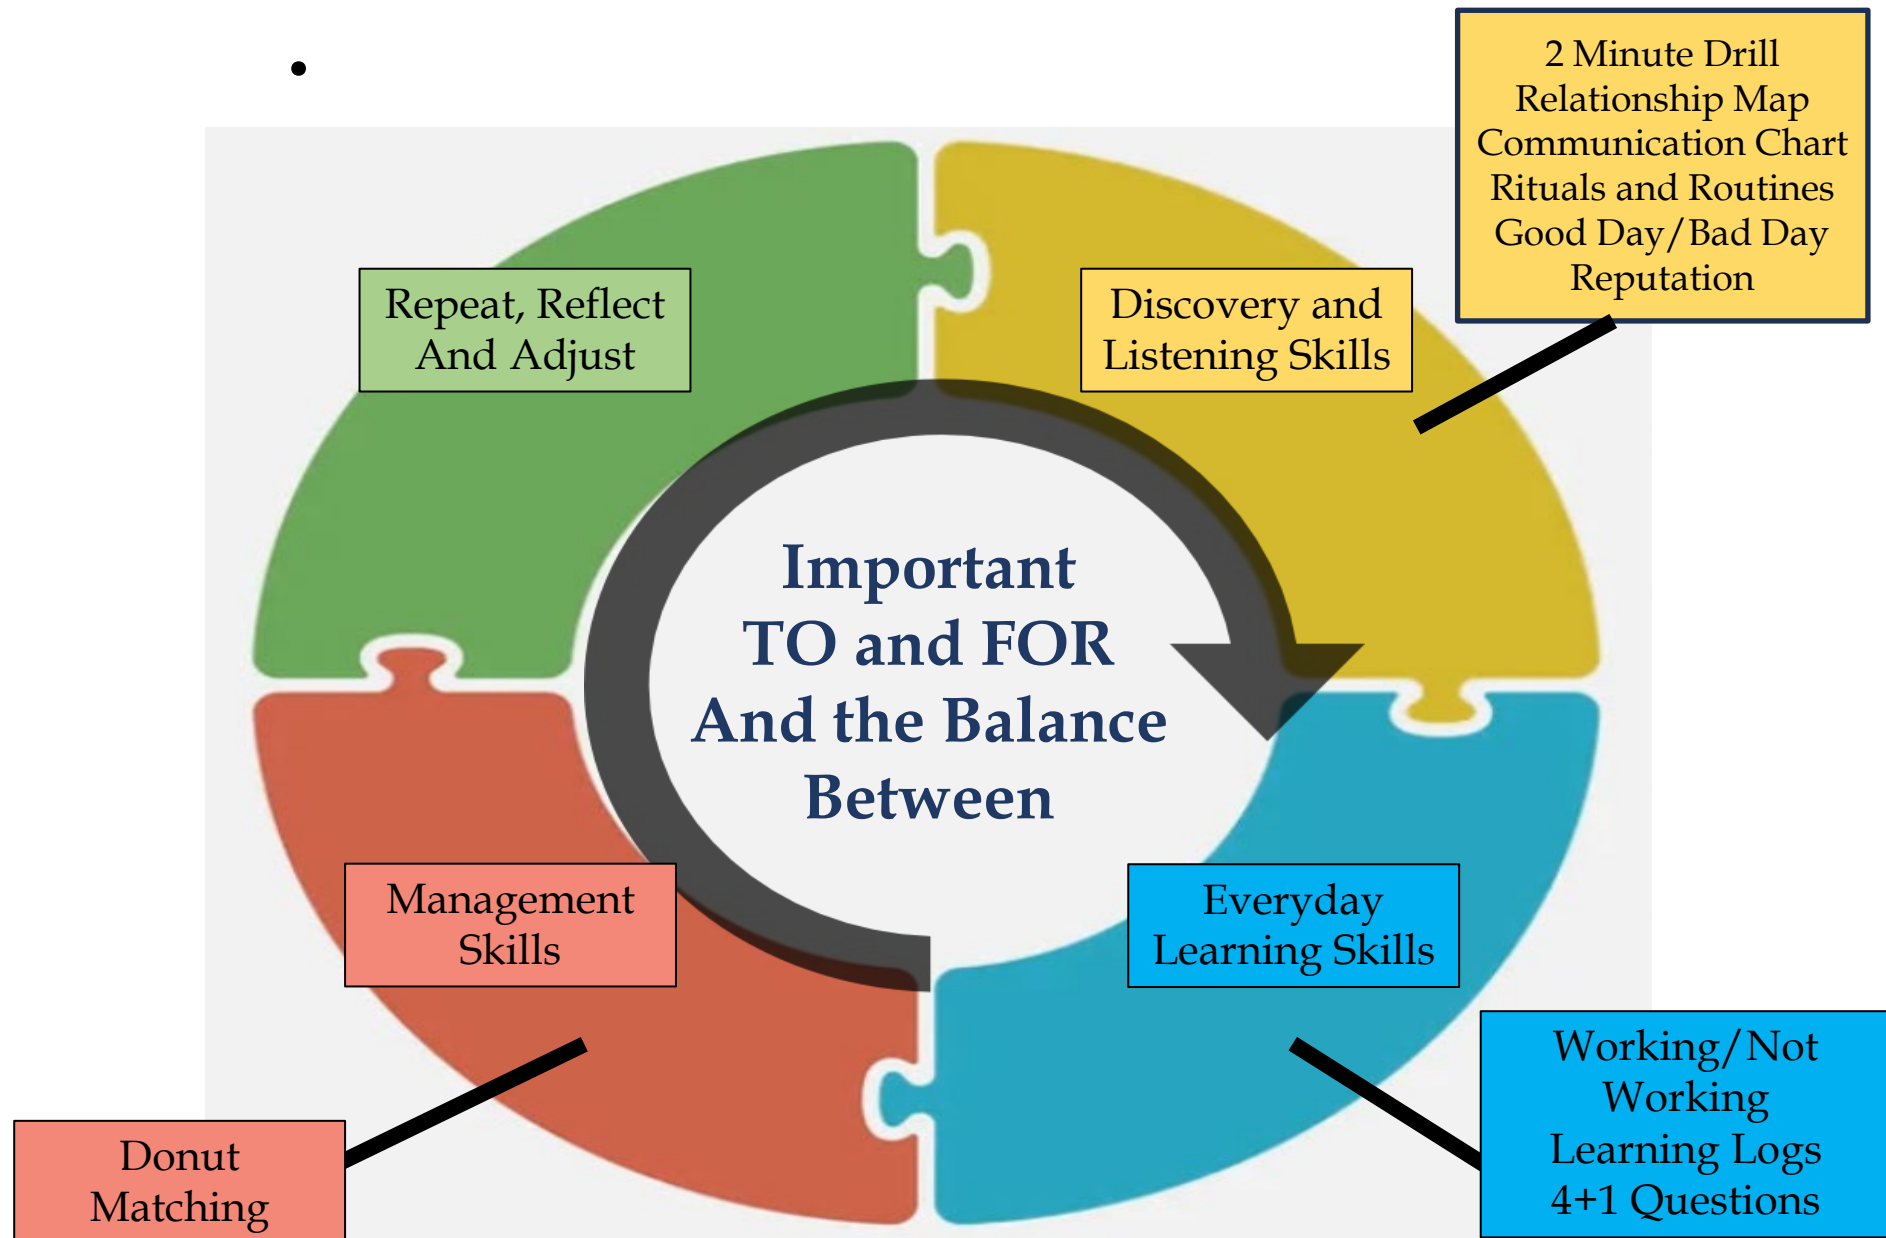 •
2 Minute Drill
Relationship Map
Communication Chart
Rituals and Routines
Good Day/Bad Day
Reputation
Repeat, Reflect
And Adjust
Discovery and
Listening Skills
Important
TO and FOR
And the Balance
Between
Management
Skills
Everyday
Learning Skills
Donut
Matching
Working/Not
Working
Learning Logs
4+1 Questions